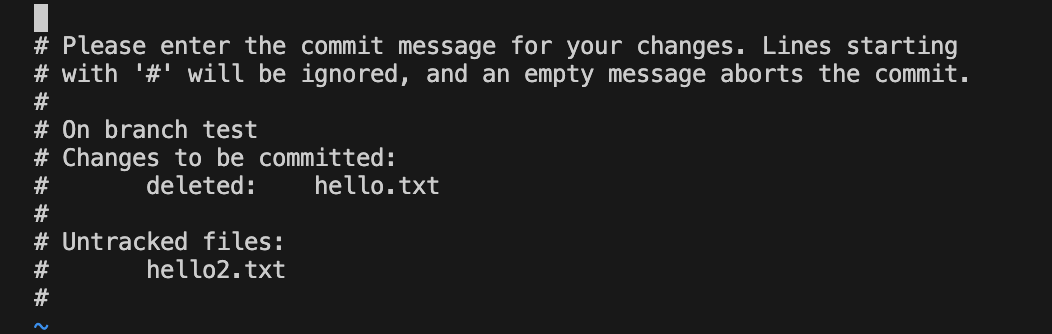 # Please enter the commit message for your changes. Lines starting
# with '#' will be ignored, and an empty message aborts the commit.
#
# On branch test
# Changes to be committed:
#       deleted:    hello.txt
#
# Untracked files:
#       hello2.txt
#
~